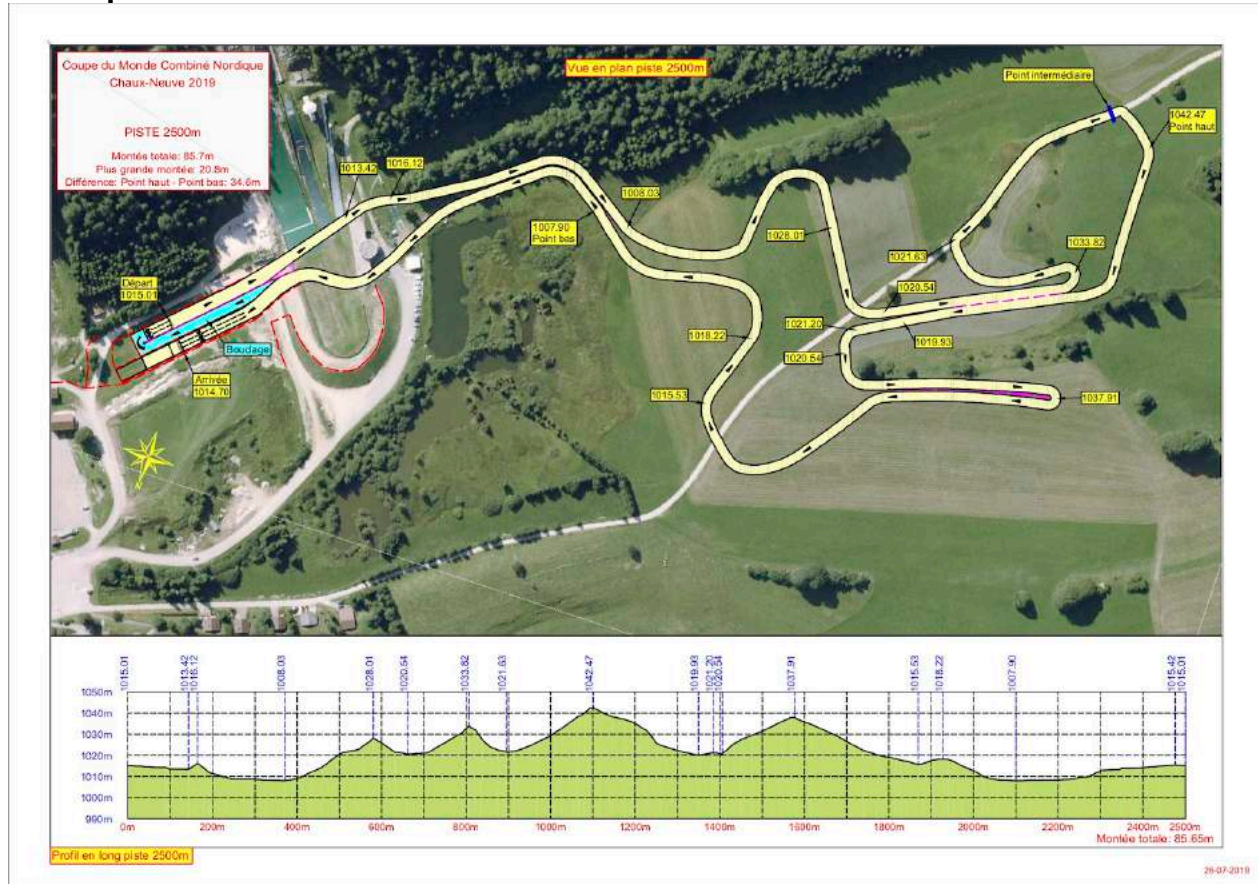 Coupe du Monde Combiné Nordique
Chaux-Neuve 2019
PISTE 2500m
Montée totale: 85.7m
Plus grande montée: 20.8m
Différence: Point haut - Point bas: 34.6m
Vue en plan piste 2500m
Point intermédiaire
1042.47
Point haut
1013.42
1016.12
1008.03
1007.90
Point bas
1028.01
1021.63
1033.82
1020.54
Départ
1015.01
1018.22
1021.20
1019.93
1020.54
Boudage
Arrivée
1014.70
1015.53
1037.91
1015.01
1013.42
1016.12
1008.03
1028.01
1020.54
1033.82
1021.63
1042.47
1019.93
1021.20
1020.54
1037.91
1015.53
1018.22
1007.90
1015.42
1015.01
1050m
1040m
1030m
1020m
1010m
1000m
990m
0m 200m 400m 600m 800m 1000m 1200m 1400m 1600m 1800m 2000m 2200m 2400m 2500m
Montée totale: 85.65m
Profil en long piste 2500m
26-07-2019